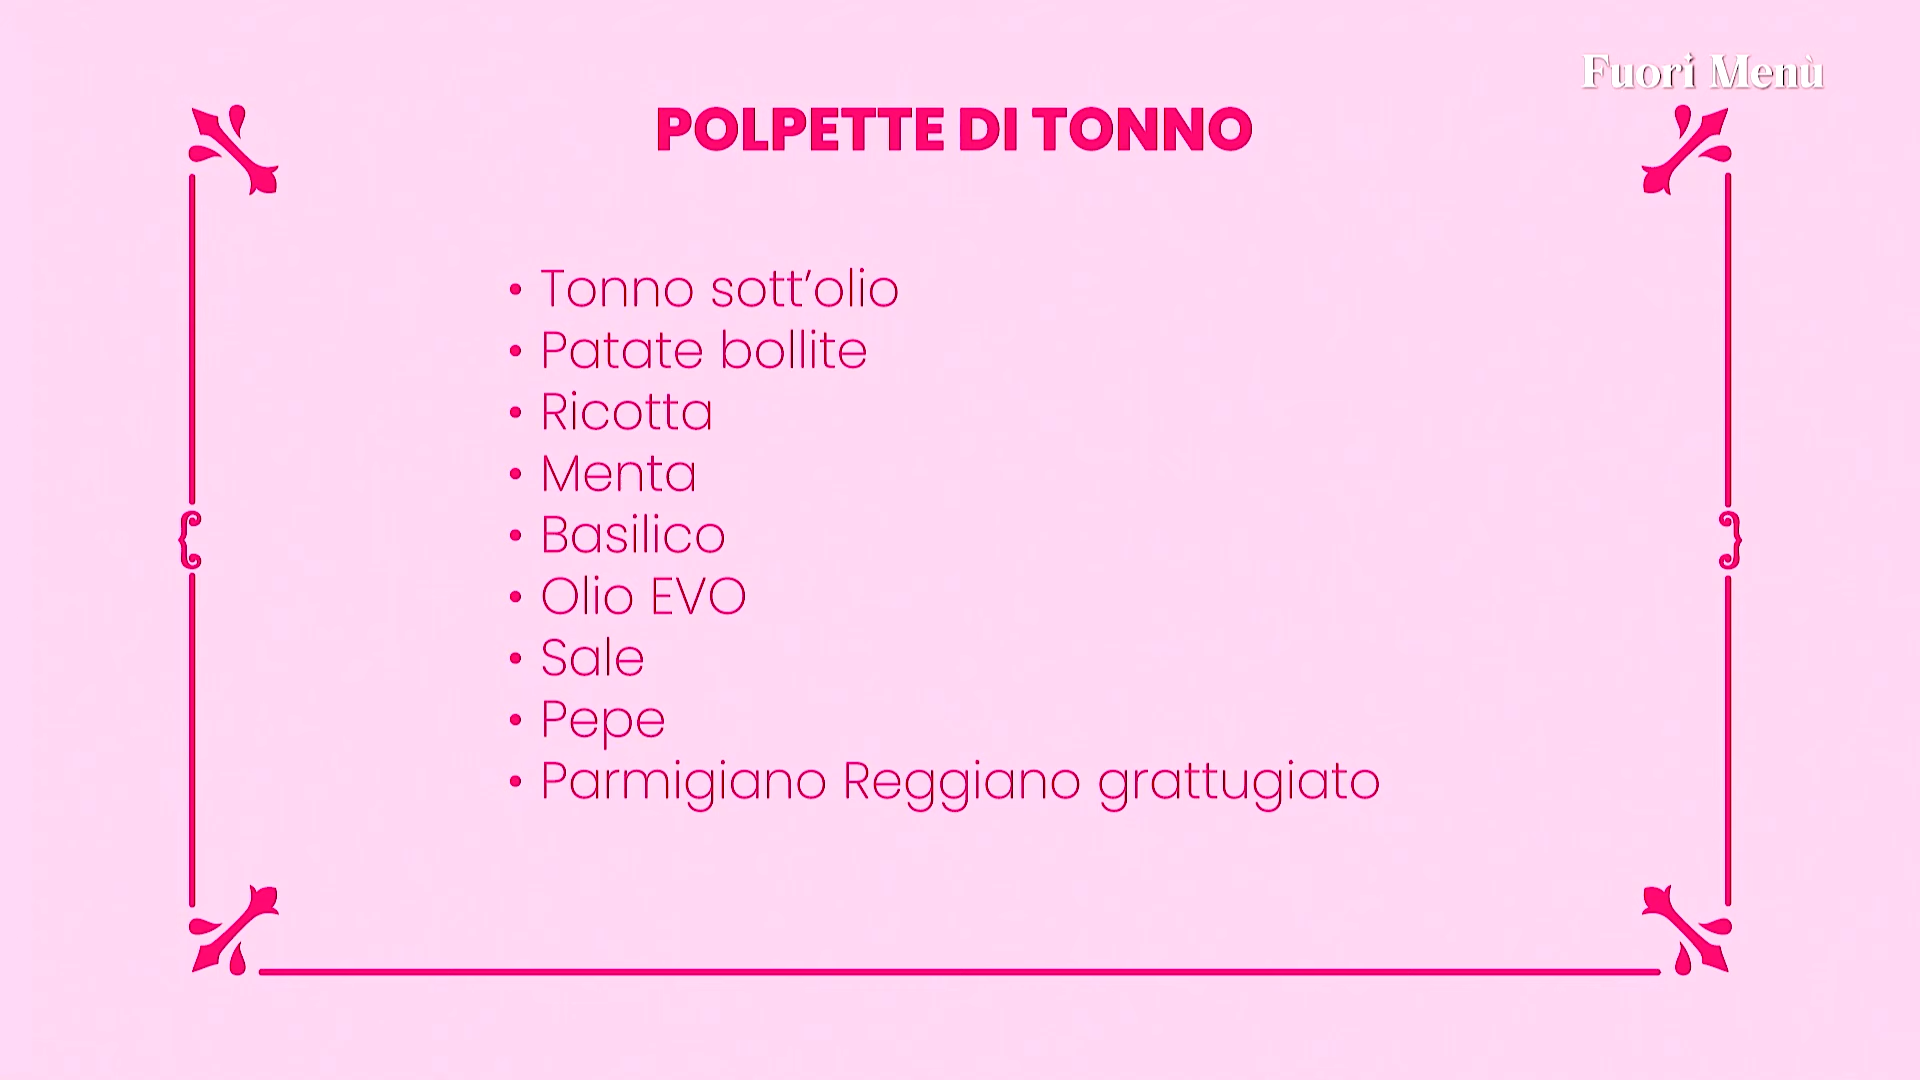 Fuori Menù
POLPETTE DI TONNO
• Tonno sott’olio
• Patate bollite
• Ricotta
• Menta
• Basilico
• Olio EVO
• Sale
• Pepe
• Parmigiano Reggiano grattugiato